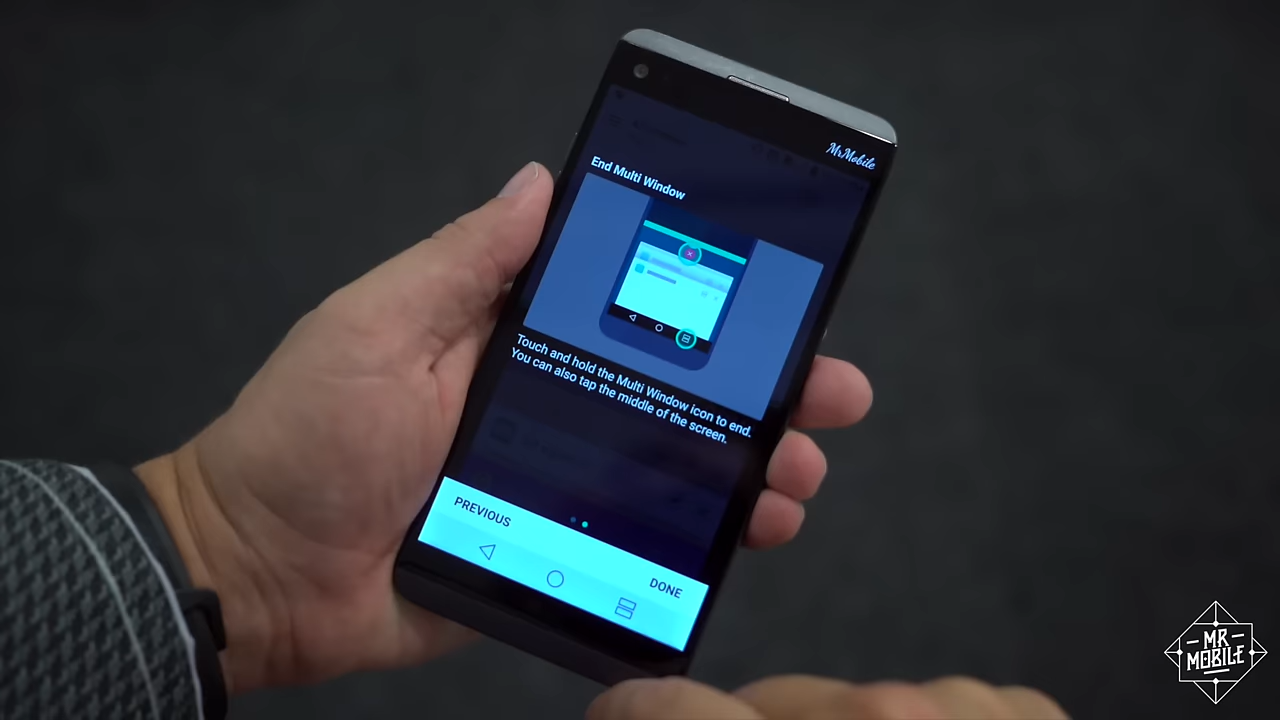 MrMobile
End Multi Window
Touch and hold the Multi Window icon to end.
You can also tap the middle of the screen.
PREVIOUS
DONE
MR
MOBILE